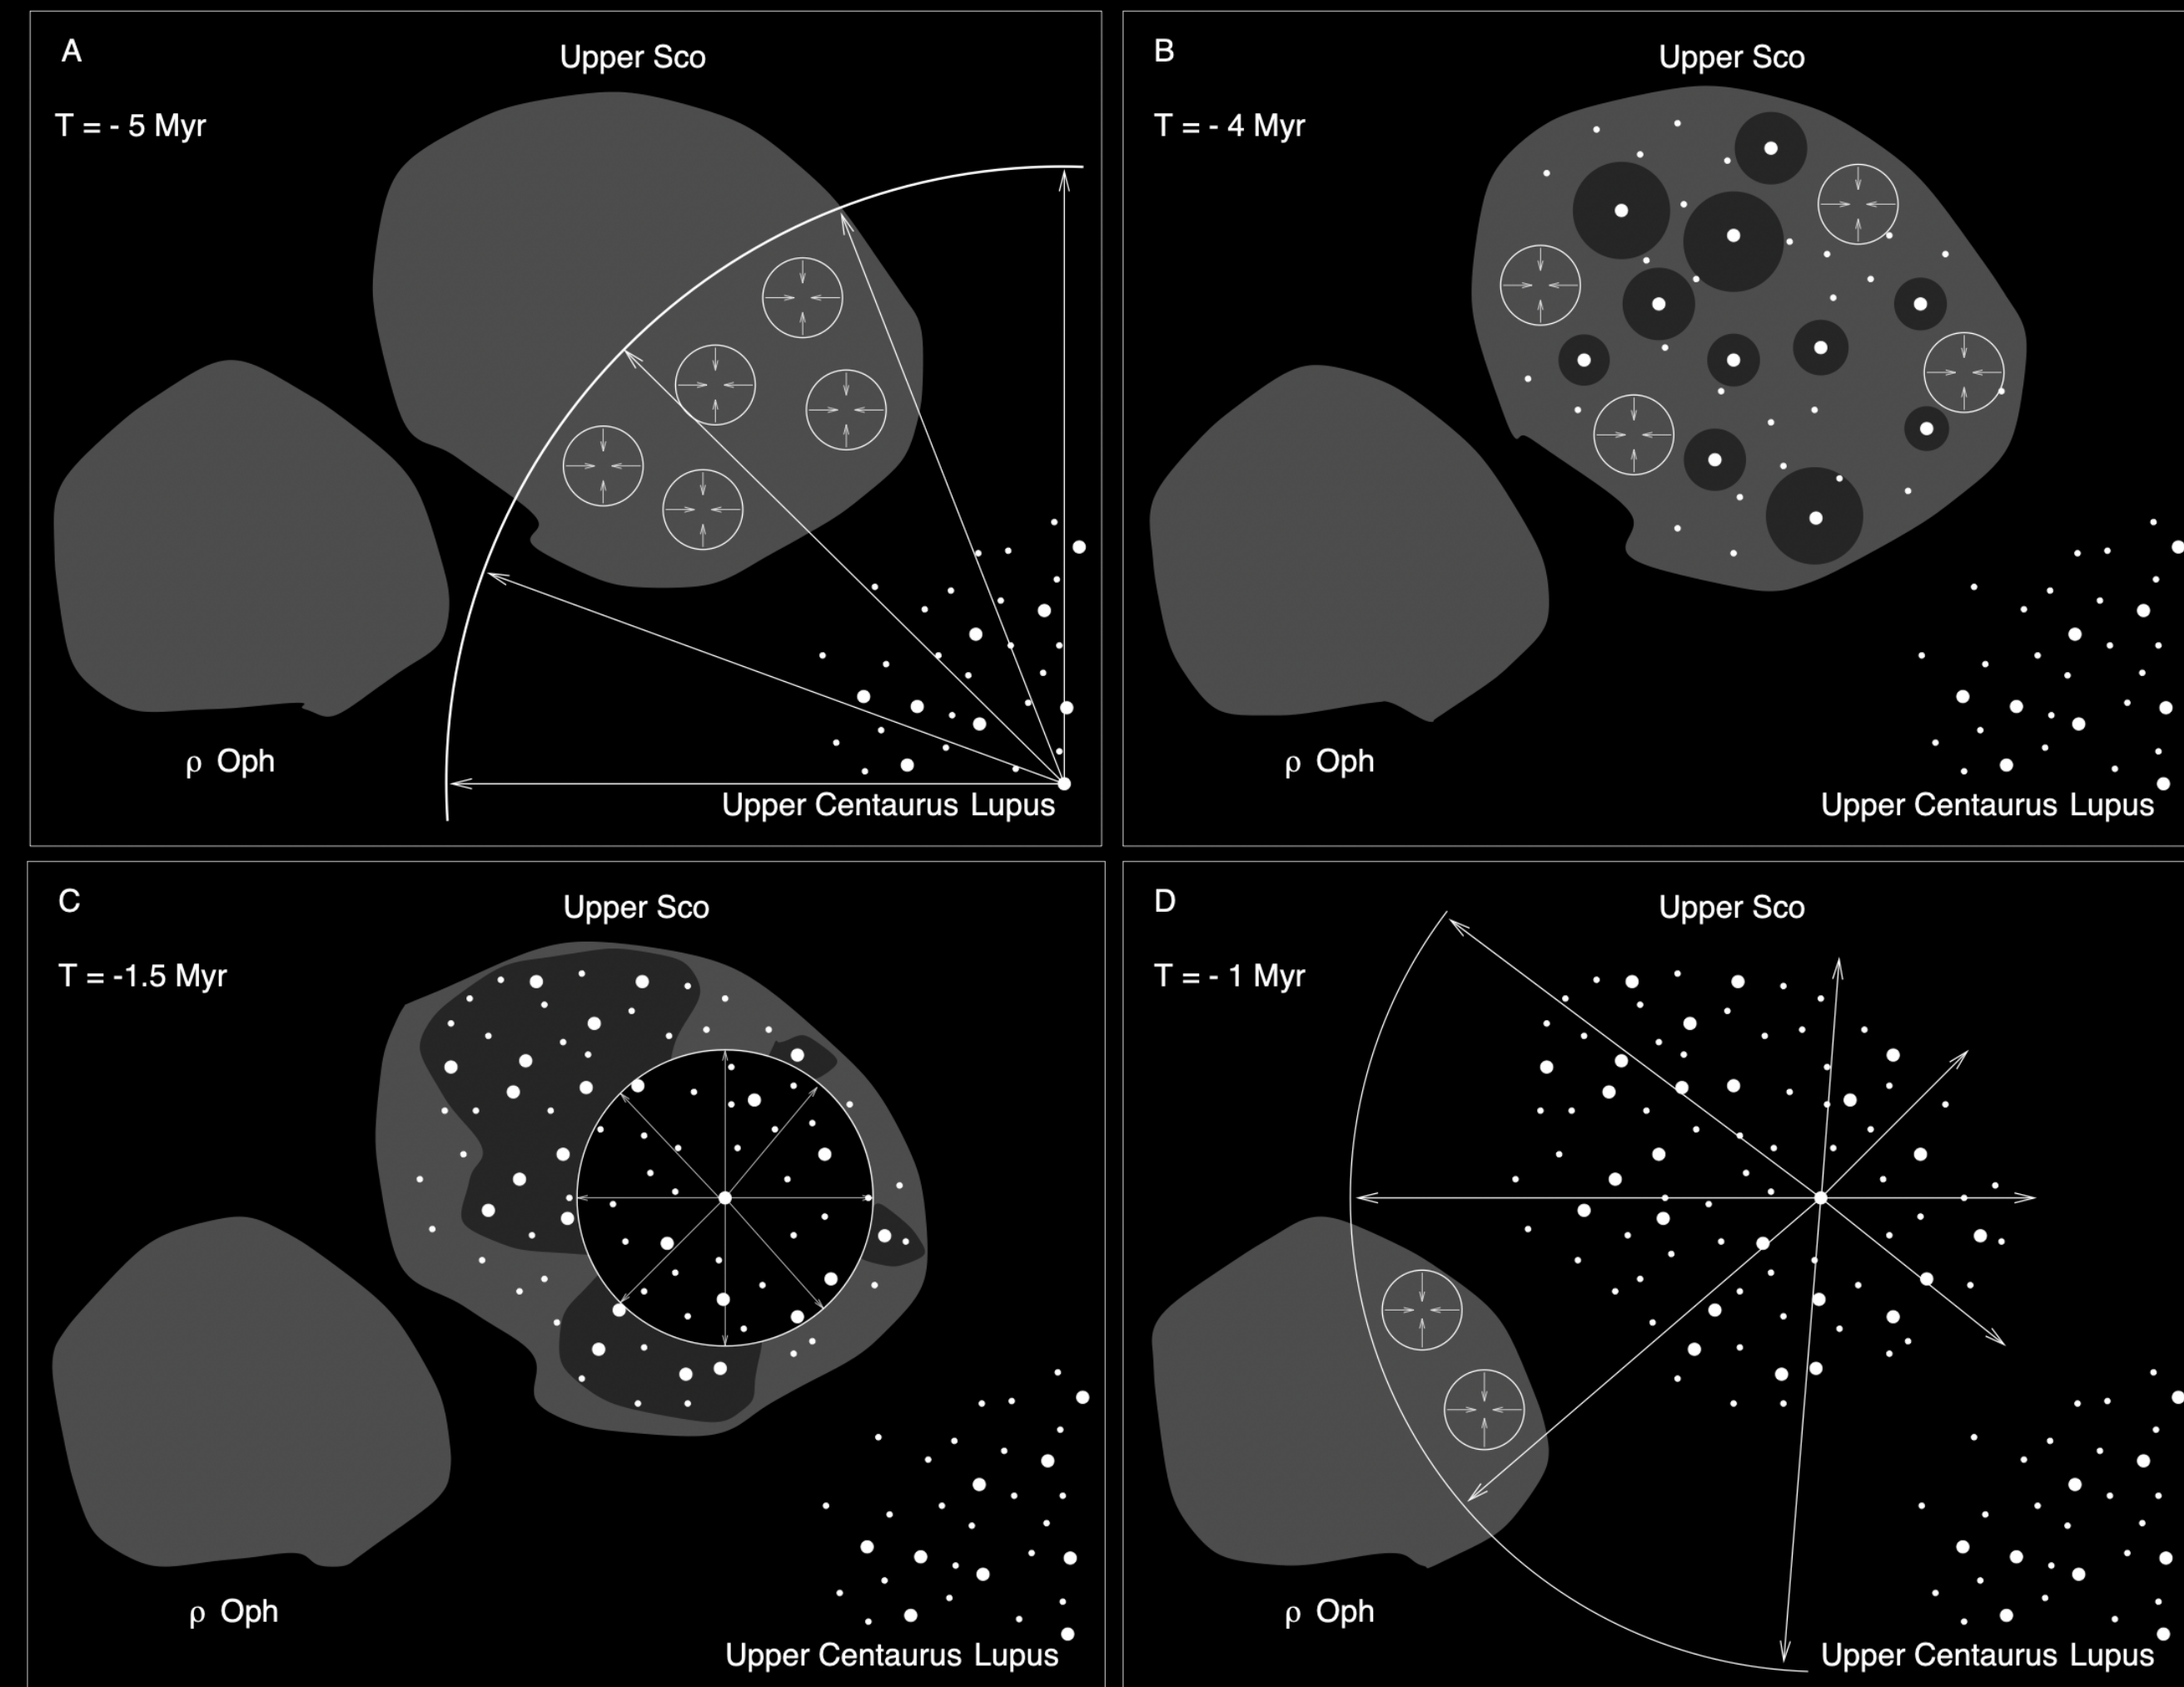 A
Upper Sco
T = - 5 Myr
ρ Oph
Upper Centaurus Lupus
B
Upper Sco
T = - 4 Myr
ρ Oph
Upper Centaurus Lupus
C
Upper Sco
T = -1.5 Myr
ρ Oph
Upper Centaurus Lupus
D
Upper Sco
T = - 1 Myr
ρ Oph
Upper Centaurus Lupus